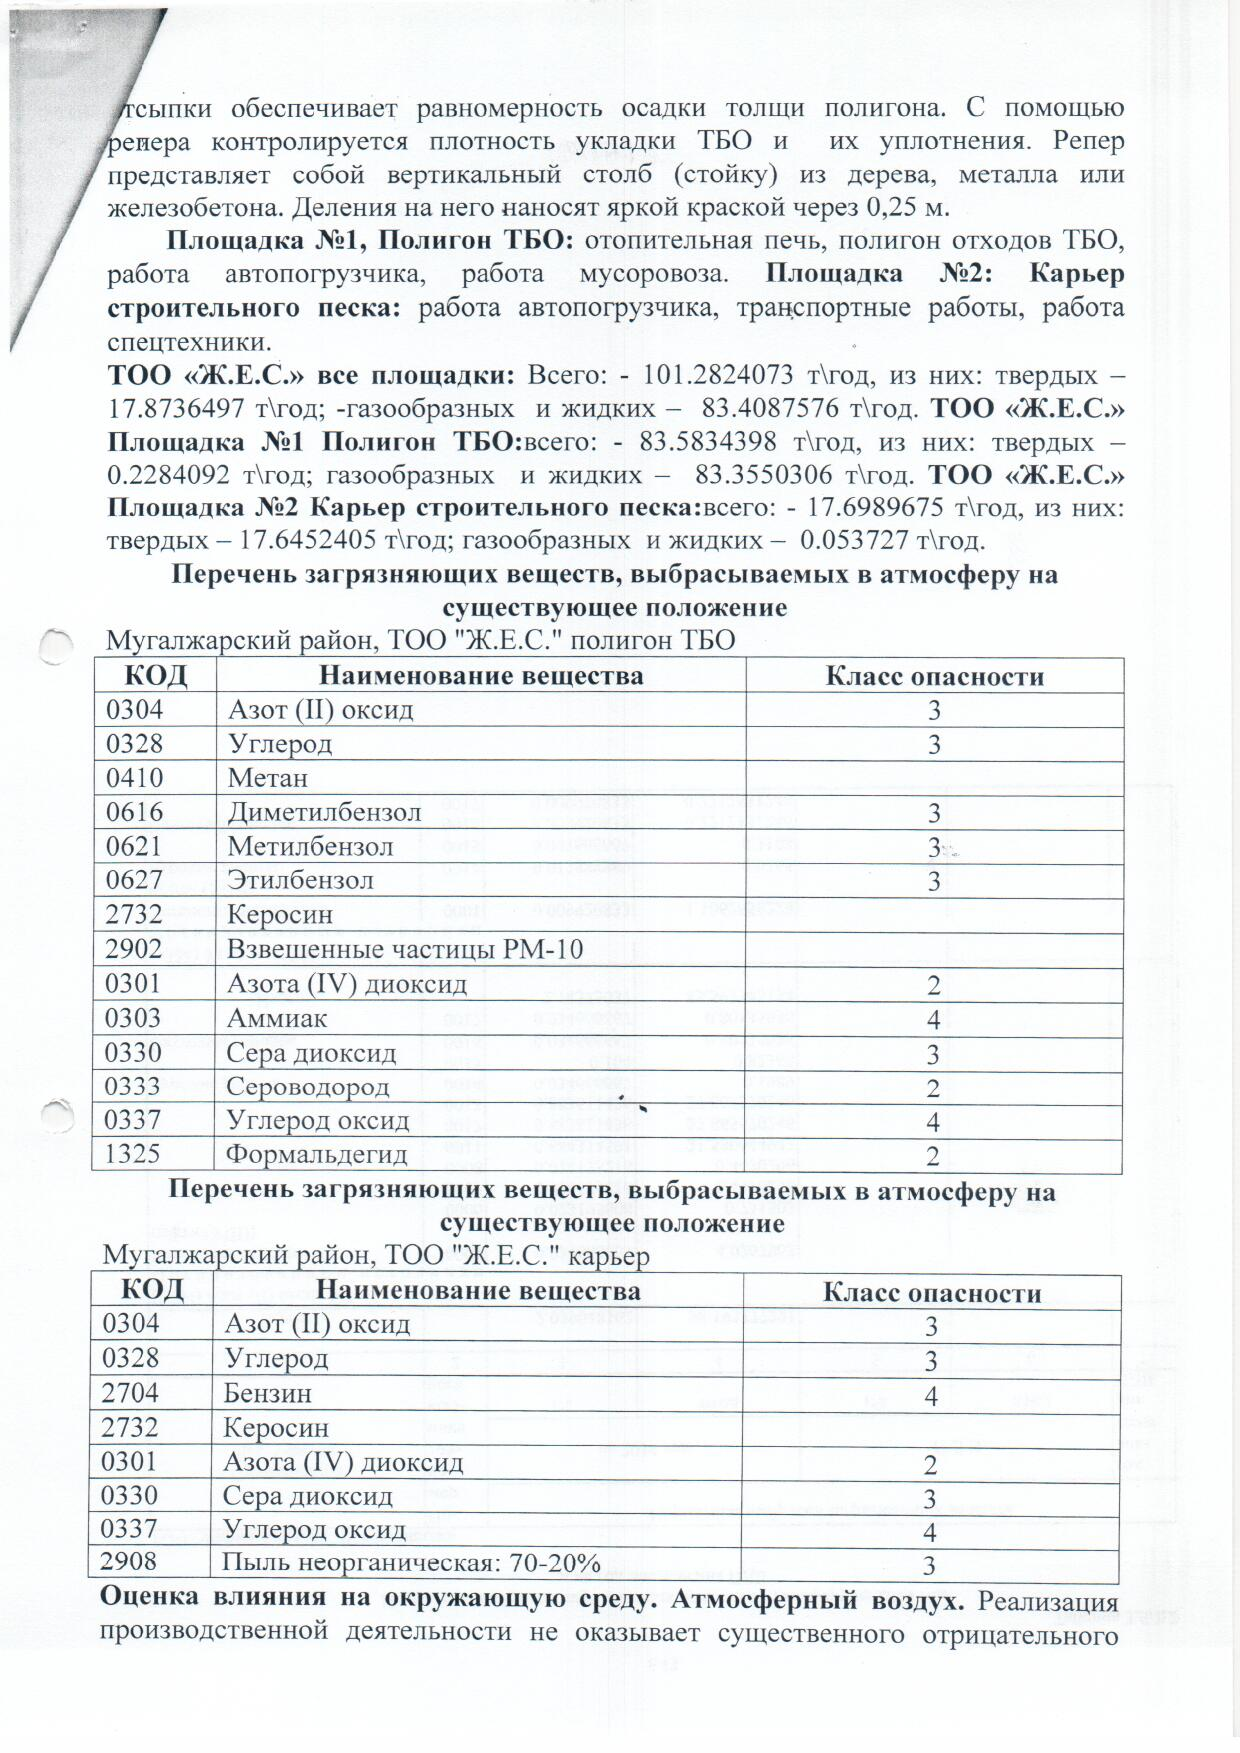 тсыпки обеспечивает равномерность осадки толщи полигона. С помощью
репера контролируется плотность укладки ТБО и их уплотнения. Репер
представляет собой вертикальный столб (стойку) из дерева, металла или
железобетона. Деления на него наносят яркой краской через 0,25 м.
Площадка №1, Полигон ТБО: отопительная печь, полигон отходов ТБО,
работа автопогрузчика, работа мусоровоза. Площадка №2: Карьер
строительного песка: работа автопогрузчика, транспортные работы, работа
спецтехники.
ТОО «Ж.Е.С.» все площадки: Всего: - 101.2824073 т\год, из них: твердых –
17.8736497 т\год; -газообразных и жидких – 83.4087576 т\год. ТОО «Ж.Е.С.»
Площадка №1 Полигон ТБО:всего: - 83.5834398 т\год, из них: твердых –
0.2284092 т\год; газообразных и жидких – 83.3550306 т\год. ТОО «Ж.Е.С.»
Площадка №2 Карьер строительного песка:всего: - 17.6989675 т\год, из них:
твердых – 17.6452405 т\год; газообразных и жидких – 0.053727 т\год.
Перечень загрязняющих веществ, выбрасываемых в атмосферу на
существующее положение
Мугалжарский район, ТОО "Ж.Е.С." полигон ТБО
КОД Наименование вещества Класс опасности
0304 Азот (II) оксид 3
0328 Углерод 3
0410 Метан
0616 Диметилбензол 3
0621 Метилбензол 3
0627 Этилбензол 3
2732 Керосин
2902 Взвешенные частицы РМ-10
0301 Азота (IV) диоксид 2
0303 Аммиак 4
0330 Сера диоксид 3
0333 Сероводород 2
0337 Углерод оксид 4
1325 Формальдегид 2
Перечень загрязняющих веществ, выбрасываемых в атмосферу на
существующее положение
Мугалжарский район, ТОО "Ж.Е.С." карьер
КОД Наименование вещества Класс опасности
0304 Азот (II) оксид 3
0328 Углерод 3
2704 Бензин 4
2732 Керосин
0301 Азота (IV) диоксид 2
0330 Сера диоксид 3
0337 Углерод оксид 4
2908 Пыль неорганическая: 70-20% 3
Оценка влияния на окружающую среду. Атмосферный воздух. Реализация
производственной деятельности не оказывает существенного отрицательного